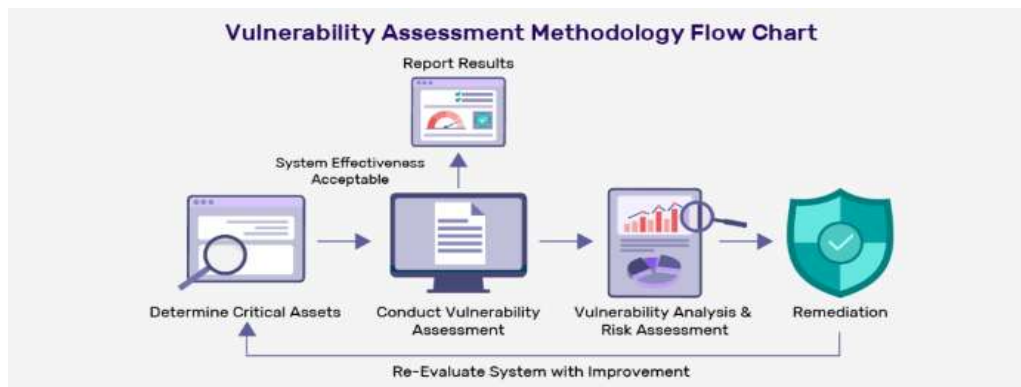 Vulnerability Assessment Methodology Flow Chart
Report Results
System Effectiveness
Acceptable
Determine Critical Assets
Conduct Vulnerability
Assessment
Vulnerability Analysis &
Risk Assessment
Remediation
Re-Evaluate System with Improvement